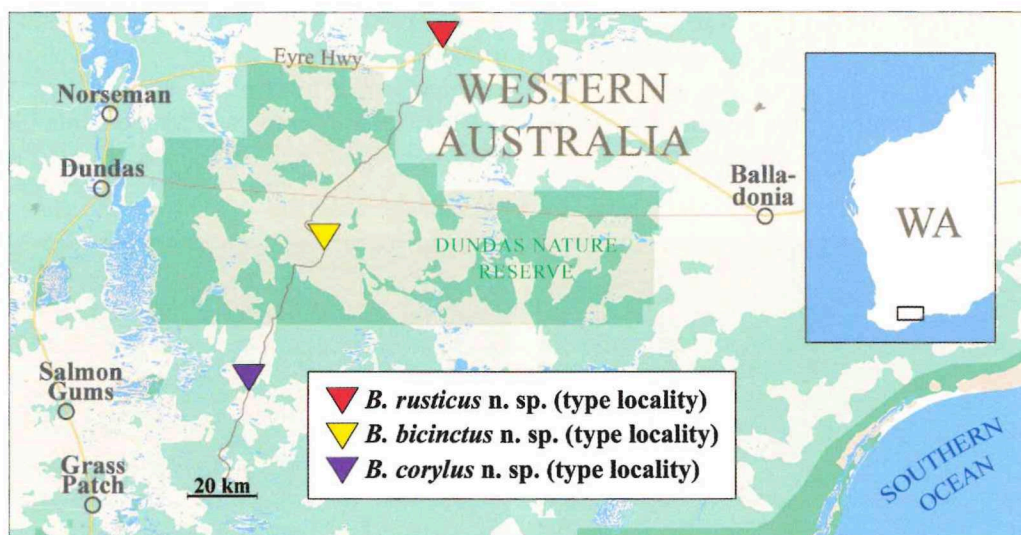 Eyre Hwy
WESTERN
AUSTRALIA
Norseman
Dundas
Balla-
donia
WA
DUNDAS NATURE
RESERVE
Salmon
Gums
B. rusticus n. sp. (type locality)
B. bicinctus n. sp. (type locality)
B. corylus n. sp. (type locality)
Grass
Patch
20 km
SOUTHERN
OCEAN